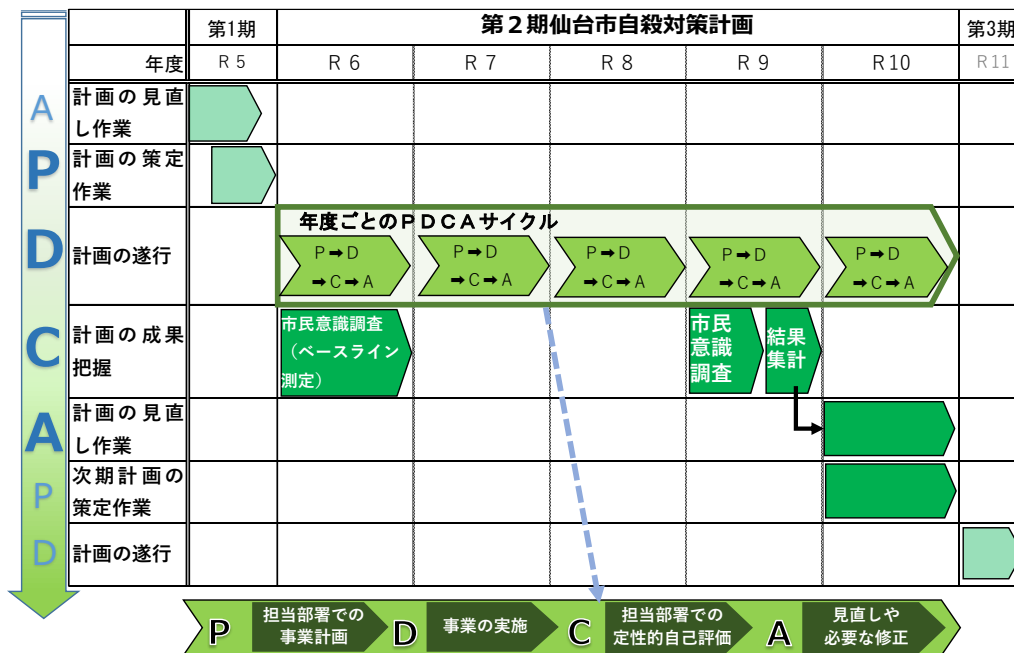 第1期
第２期仙台市自殺対策計画
第3期
年度
R 5
R 6
R 7
R 8
R 9
R 10
R11
A
P
D
C
A
P
D
計画の見直
し作業
計画の策定
作業
計画の遂行
年度ごとのＰＤＣＡサイクル
P➡D
➡C➡A
P➡D
➡C➡A
P➡D
➡C➡A
P➡D
➡C➡A
P➡D
➡C➡A
計画の成果
把握
市民意識調査
（ベースライン
測定）
市民
意識
調査
結果
集計
計画の見直
し作業
次期計画の
策定作業
計画の遂行
P
担当部署での
事業計画
D
事業の実施
C
担当部署での
定性的自己評価
A
見直しや
必要な修正